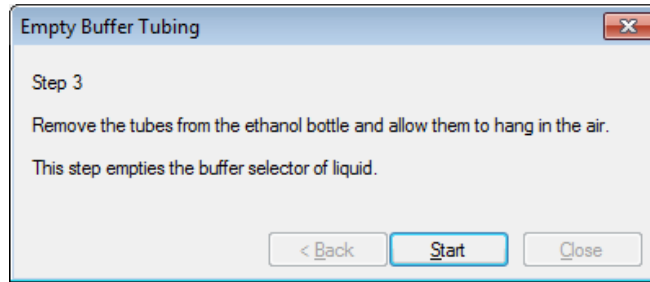 Empty Buffer Tubing
Step 3
Remove the tubes from the ethanol bottle and allow them to hang in the air.
This step empties the buffer selector of liquid.
< Back Start Close